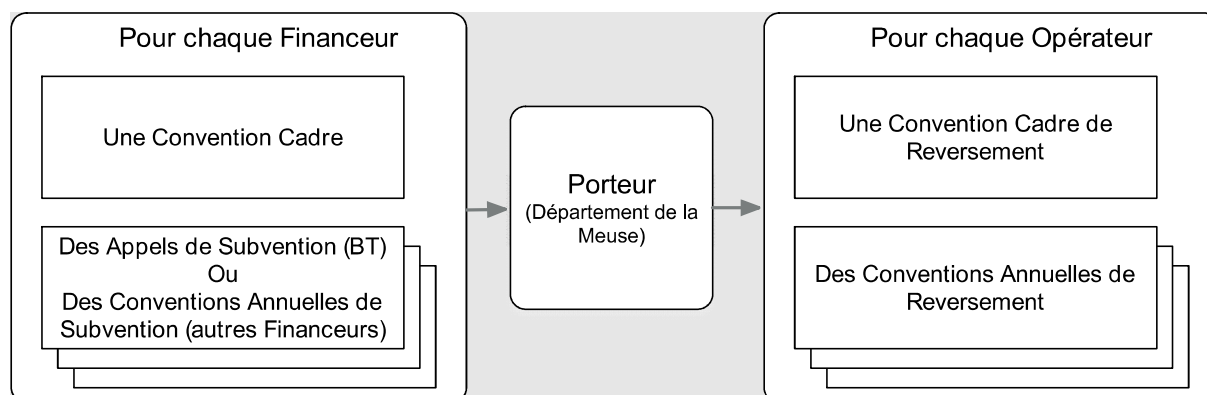 Pour chaque Financeur
Une Convention Cadre
Des Appels de Subvention (BT)
Ou
Des Conventions Annuelles de
Subvention (autres Financeurs)
Porteur
(Département de la
Meuse)
Pour chaque Opérateur
Une Convention Cadre de
Reversement
Des Conventions Annuelles de
Reversement